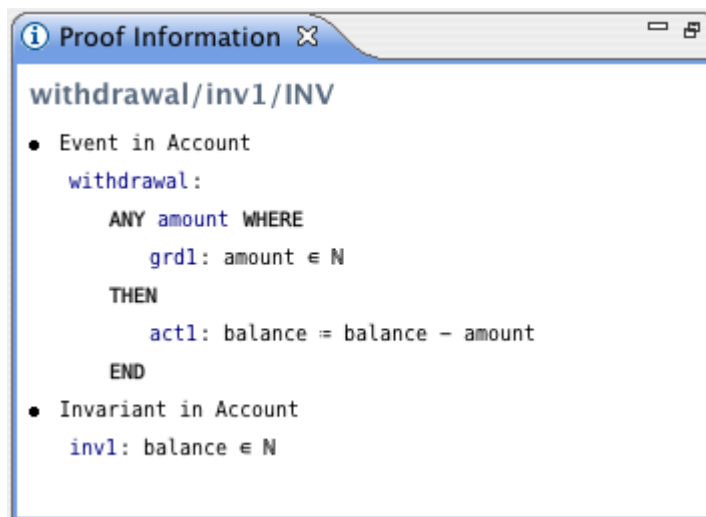 Proof Information
withdrawal/inv1/INV
• Event in Account
withdrawal:
ANY amount WHERE
grd1: amount ∈ ℕ
THEN
act1: balance ≔ balance − amount
END
• Invariant in Account
inv1: balance ∈ ℕ